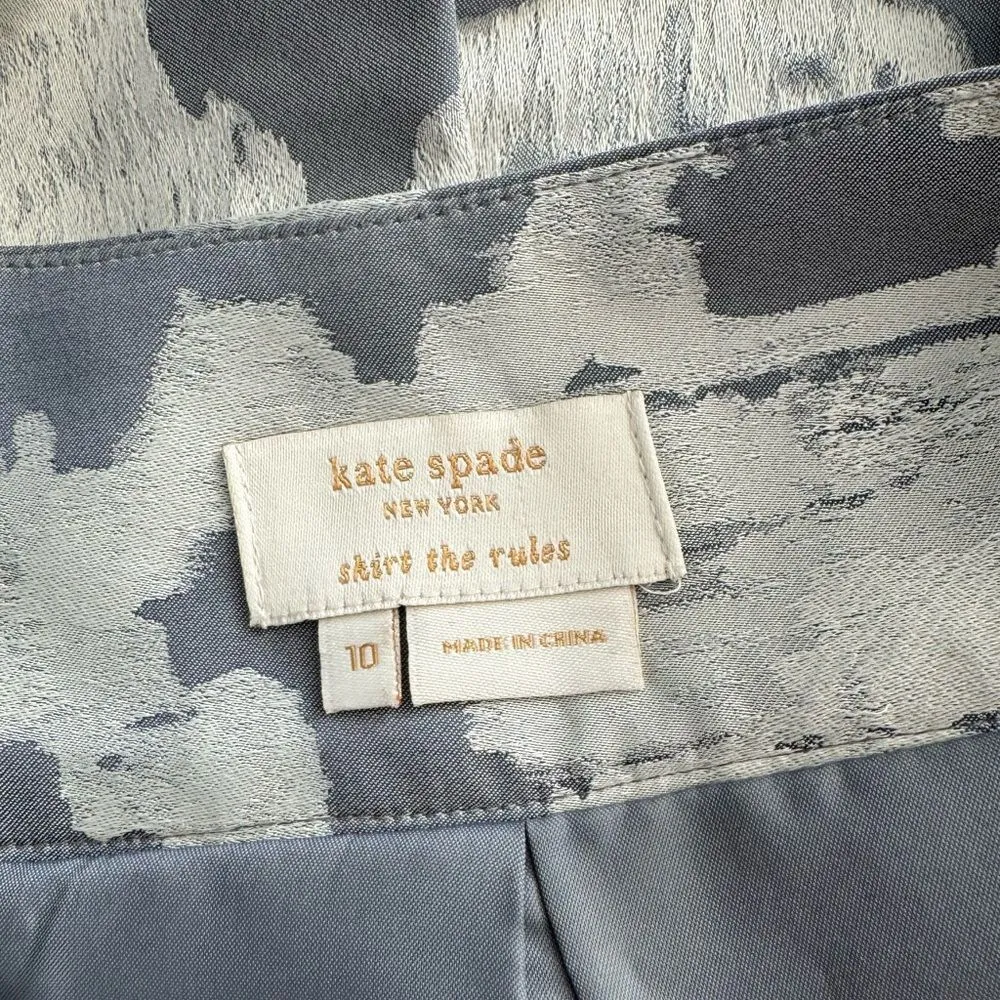 kate spade
NEW YORK
skirt the rules
10
MADE IN CHINA